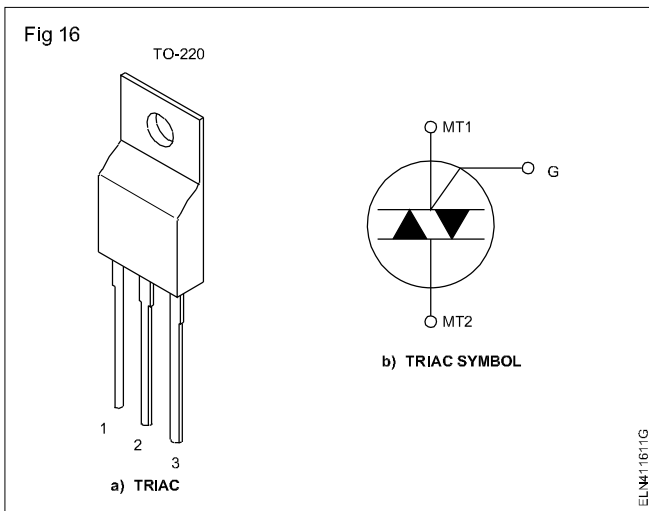 Fig 16
TO-220
MT1
G
MT2
b) TRIAC SYMBOL
1
2
3
a) TRIAC
ELN411611G